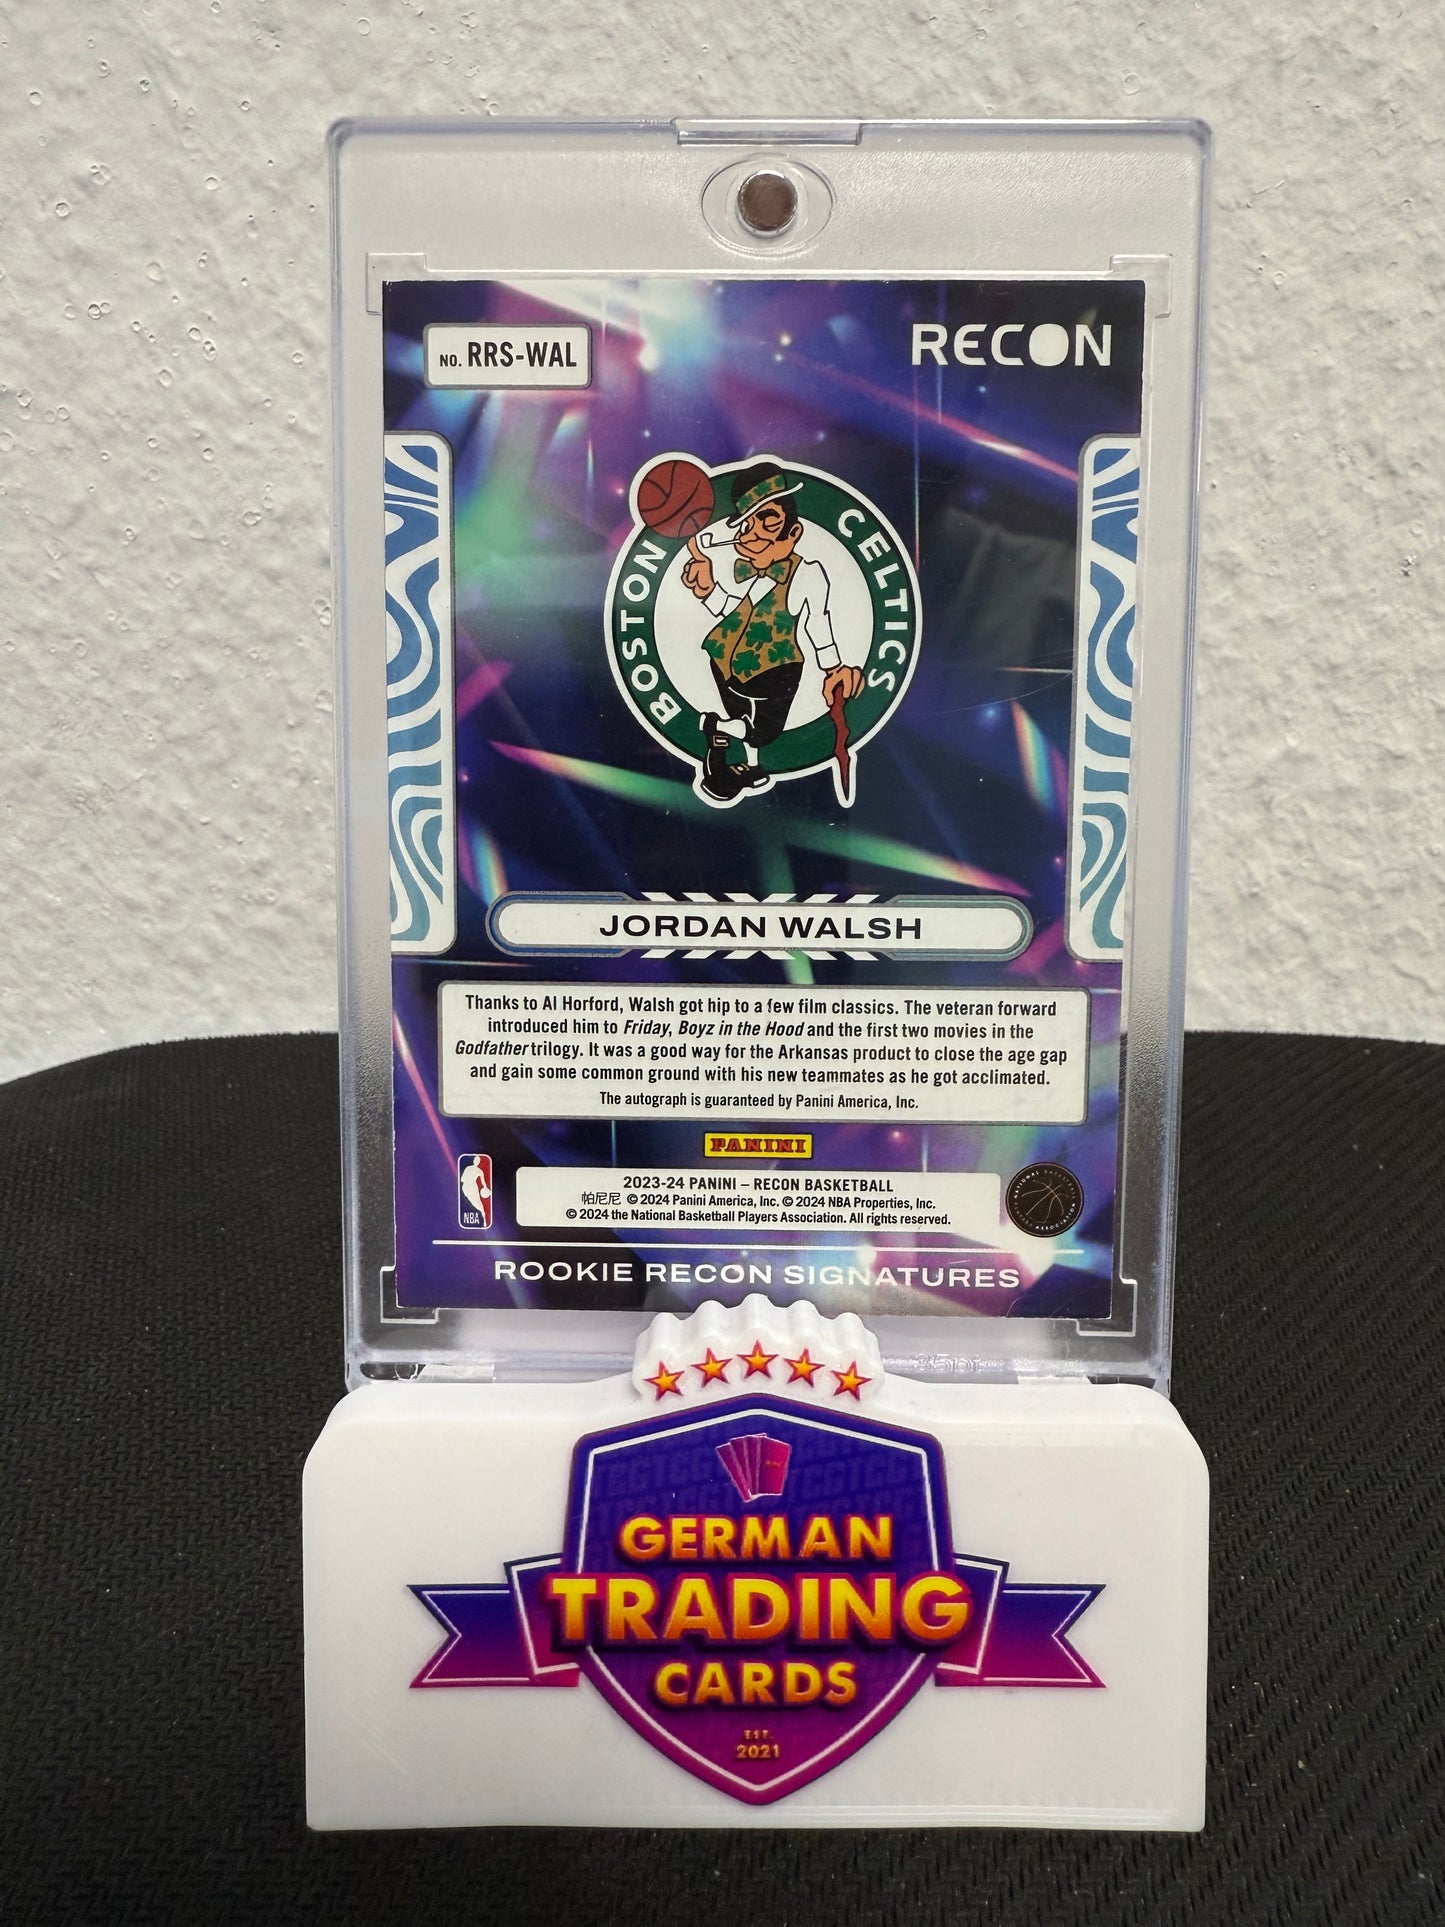 NO. RRS-WAL
RECON
BOSTON CELTICS
JORDAN WALSH
Thanks to Al Horford, Walsh got hip to a few film classics. The veteran forward
introduced him to Friday, Boyz in the Hood and the first two movies in the
Godfather trilogy. It was a good way for the Arkansas product to close the age gap
and gain some common ground with his new teammates as he got acclimated.
The autograph is guaranteed by Panini America, Inc.
PANINI
2023-24 PANINI – RECON BASKETBALL
帕尼尼 © 2024 Panini America, Inc. © 2024 NBA Properties, Inc.
© 2024 the National Basketball Players Association. All rights reserved.
NBA
NATIONAL BASKETBALL
PLAYERS ASSOCIATION
ROOKIE RECON SIGNATURES
GERMAN
TRADING
CARDS
EST.
2021